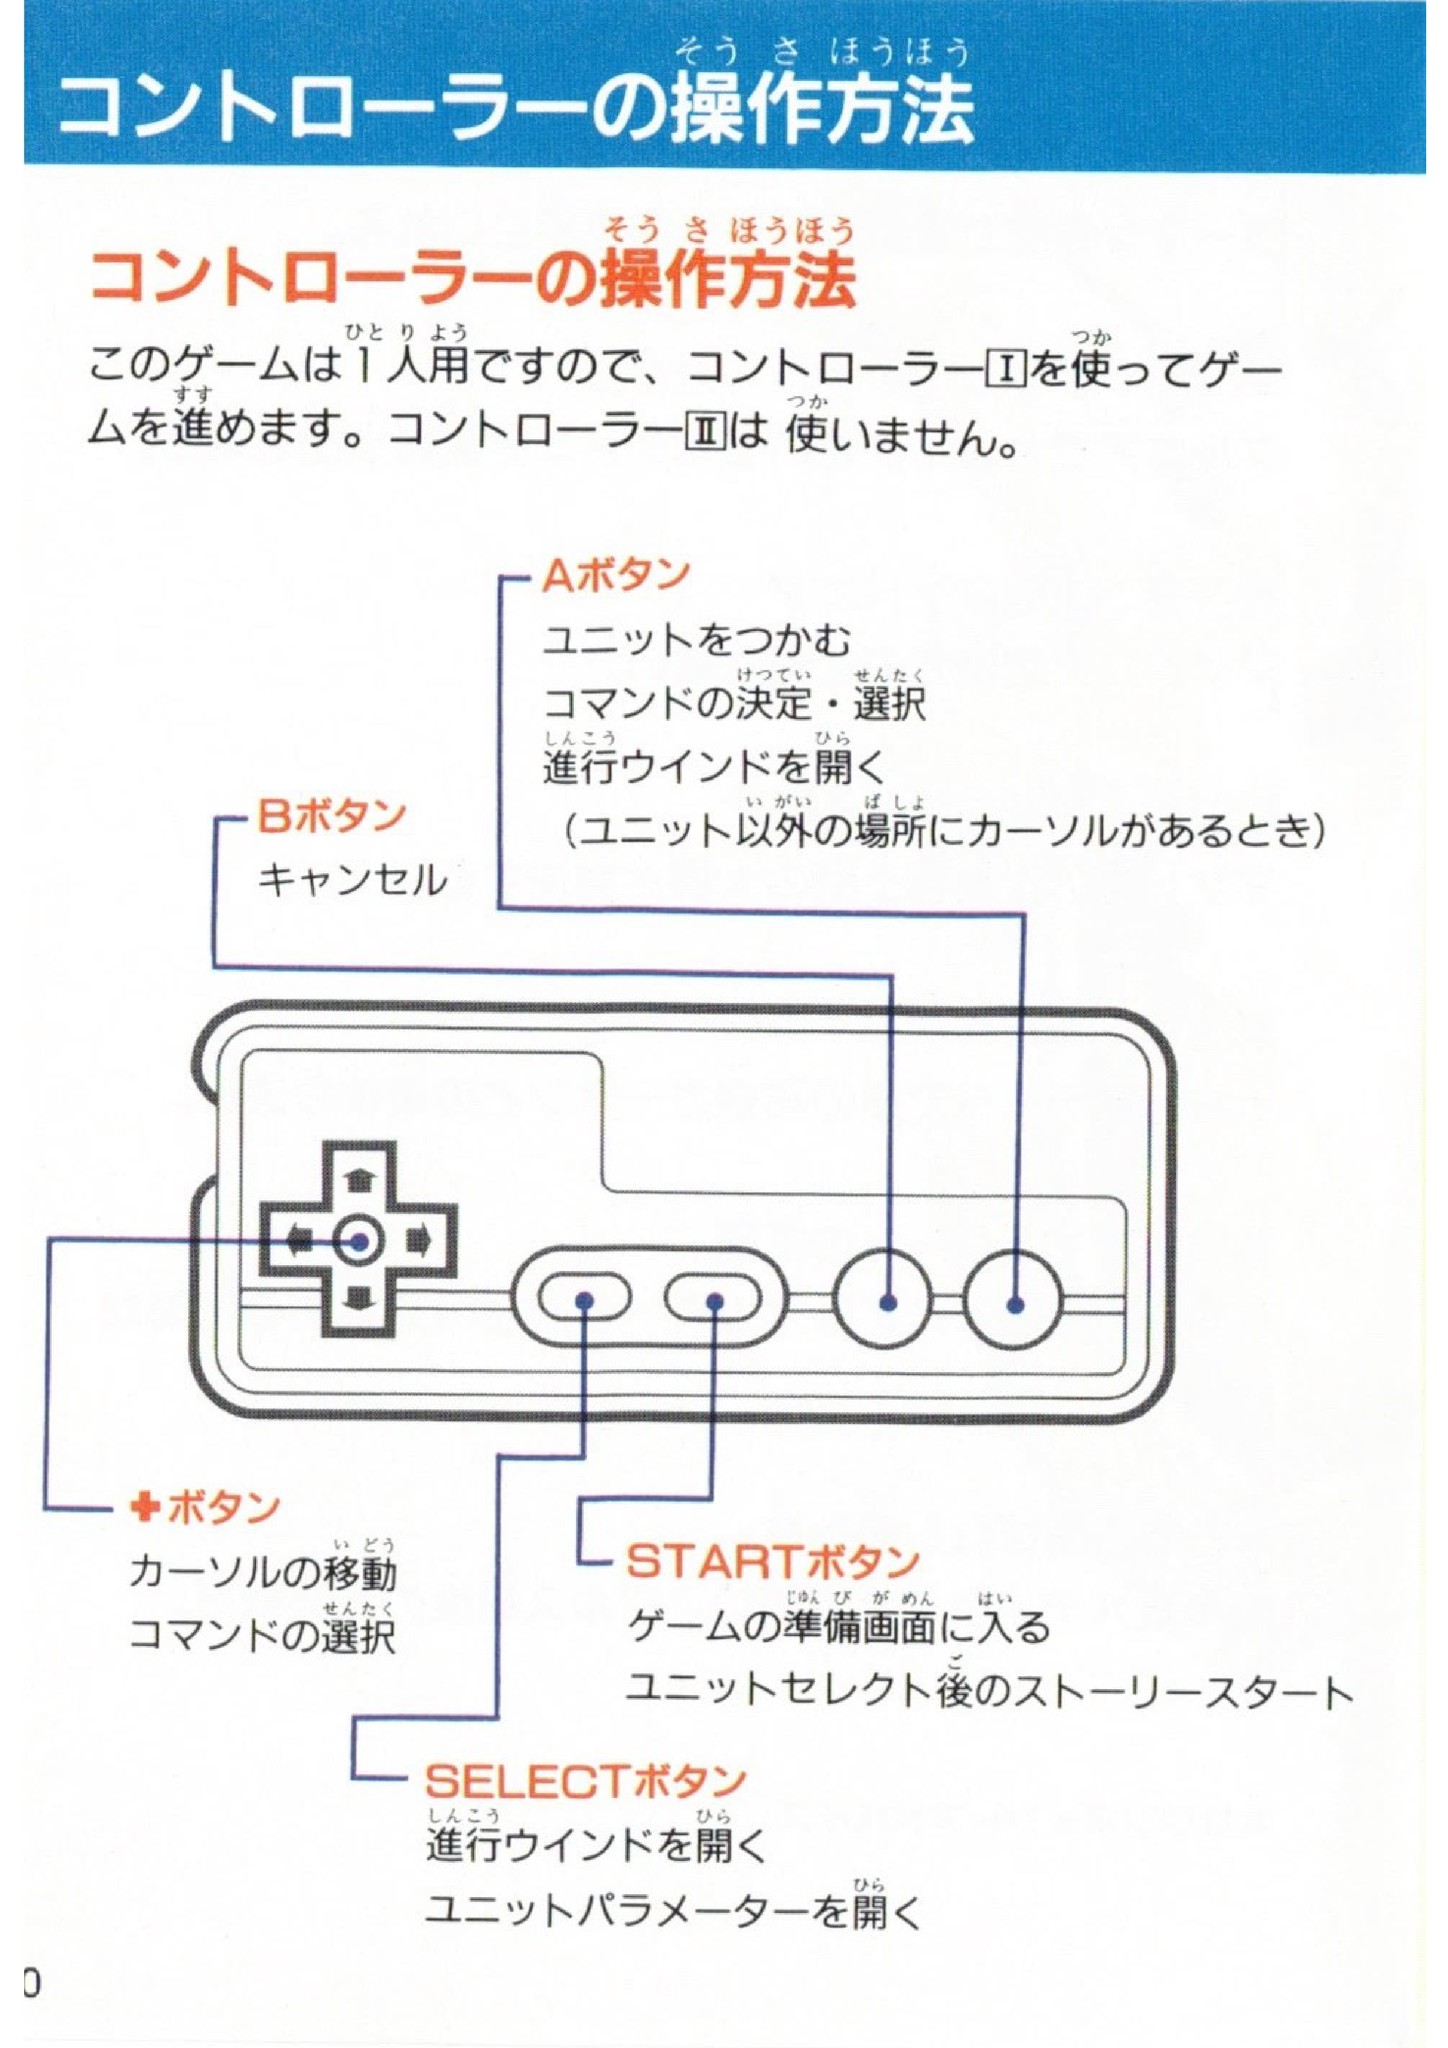 コントローラーの操作方法
コントローラーの操作方法
このゲームは1人用ですので、コントローラーⅠを使ってゲー
ムを進めます。コントローラーⅡは 使いません。
Aボタン
ユニットをつかむ
コマンドの決定・選択
進行ウインドを開く
（ユニット以外の場所にカーソルがあるとき）
Bボタン
キャンセル
✚ボタン
カーソルの移動
コマンドの選択
STARTボタン
ゲームの準備画面に入る
ユニットセレクト後のストーリースタート
SELECTボタン
進行ウインドを開く
ユニットパラメーターを開く
0